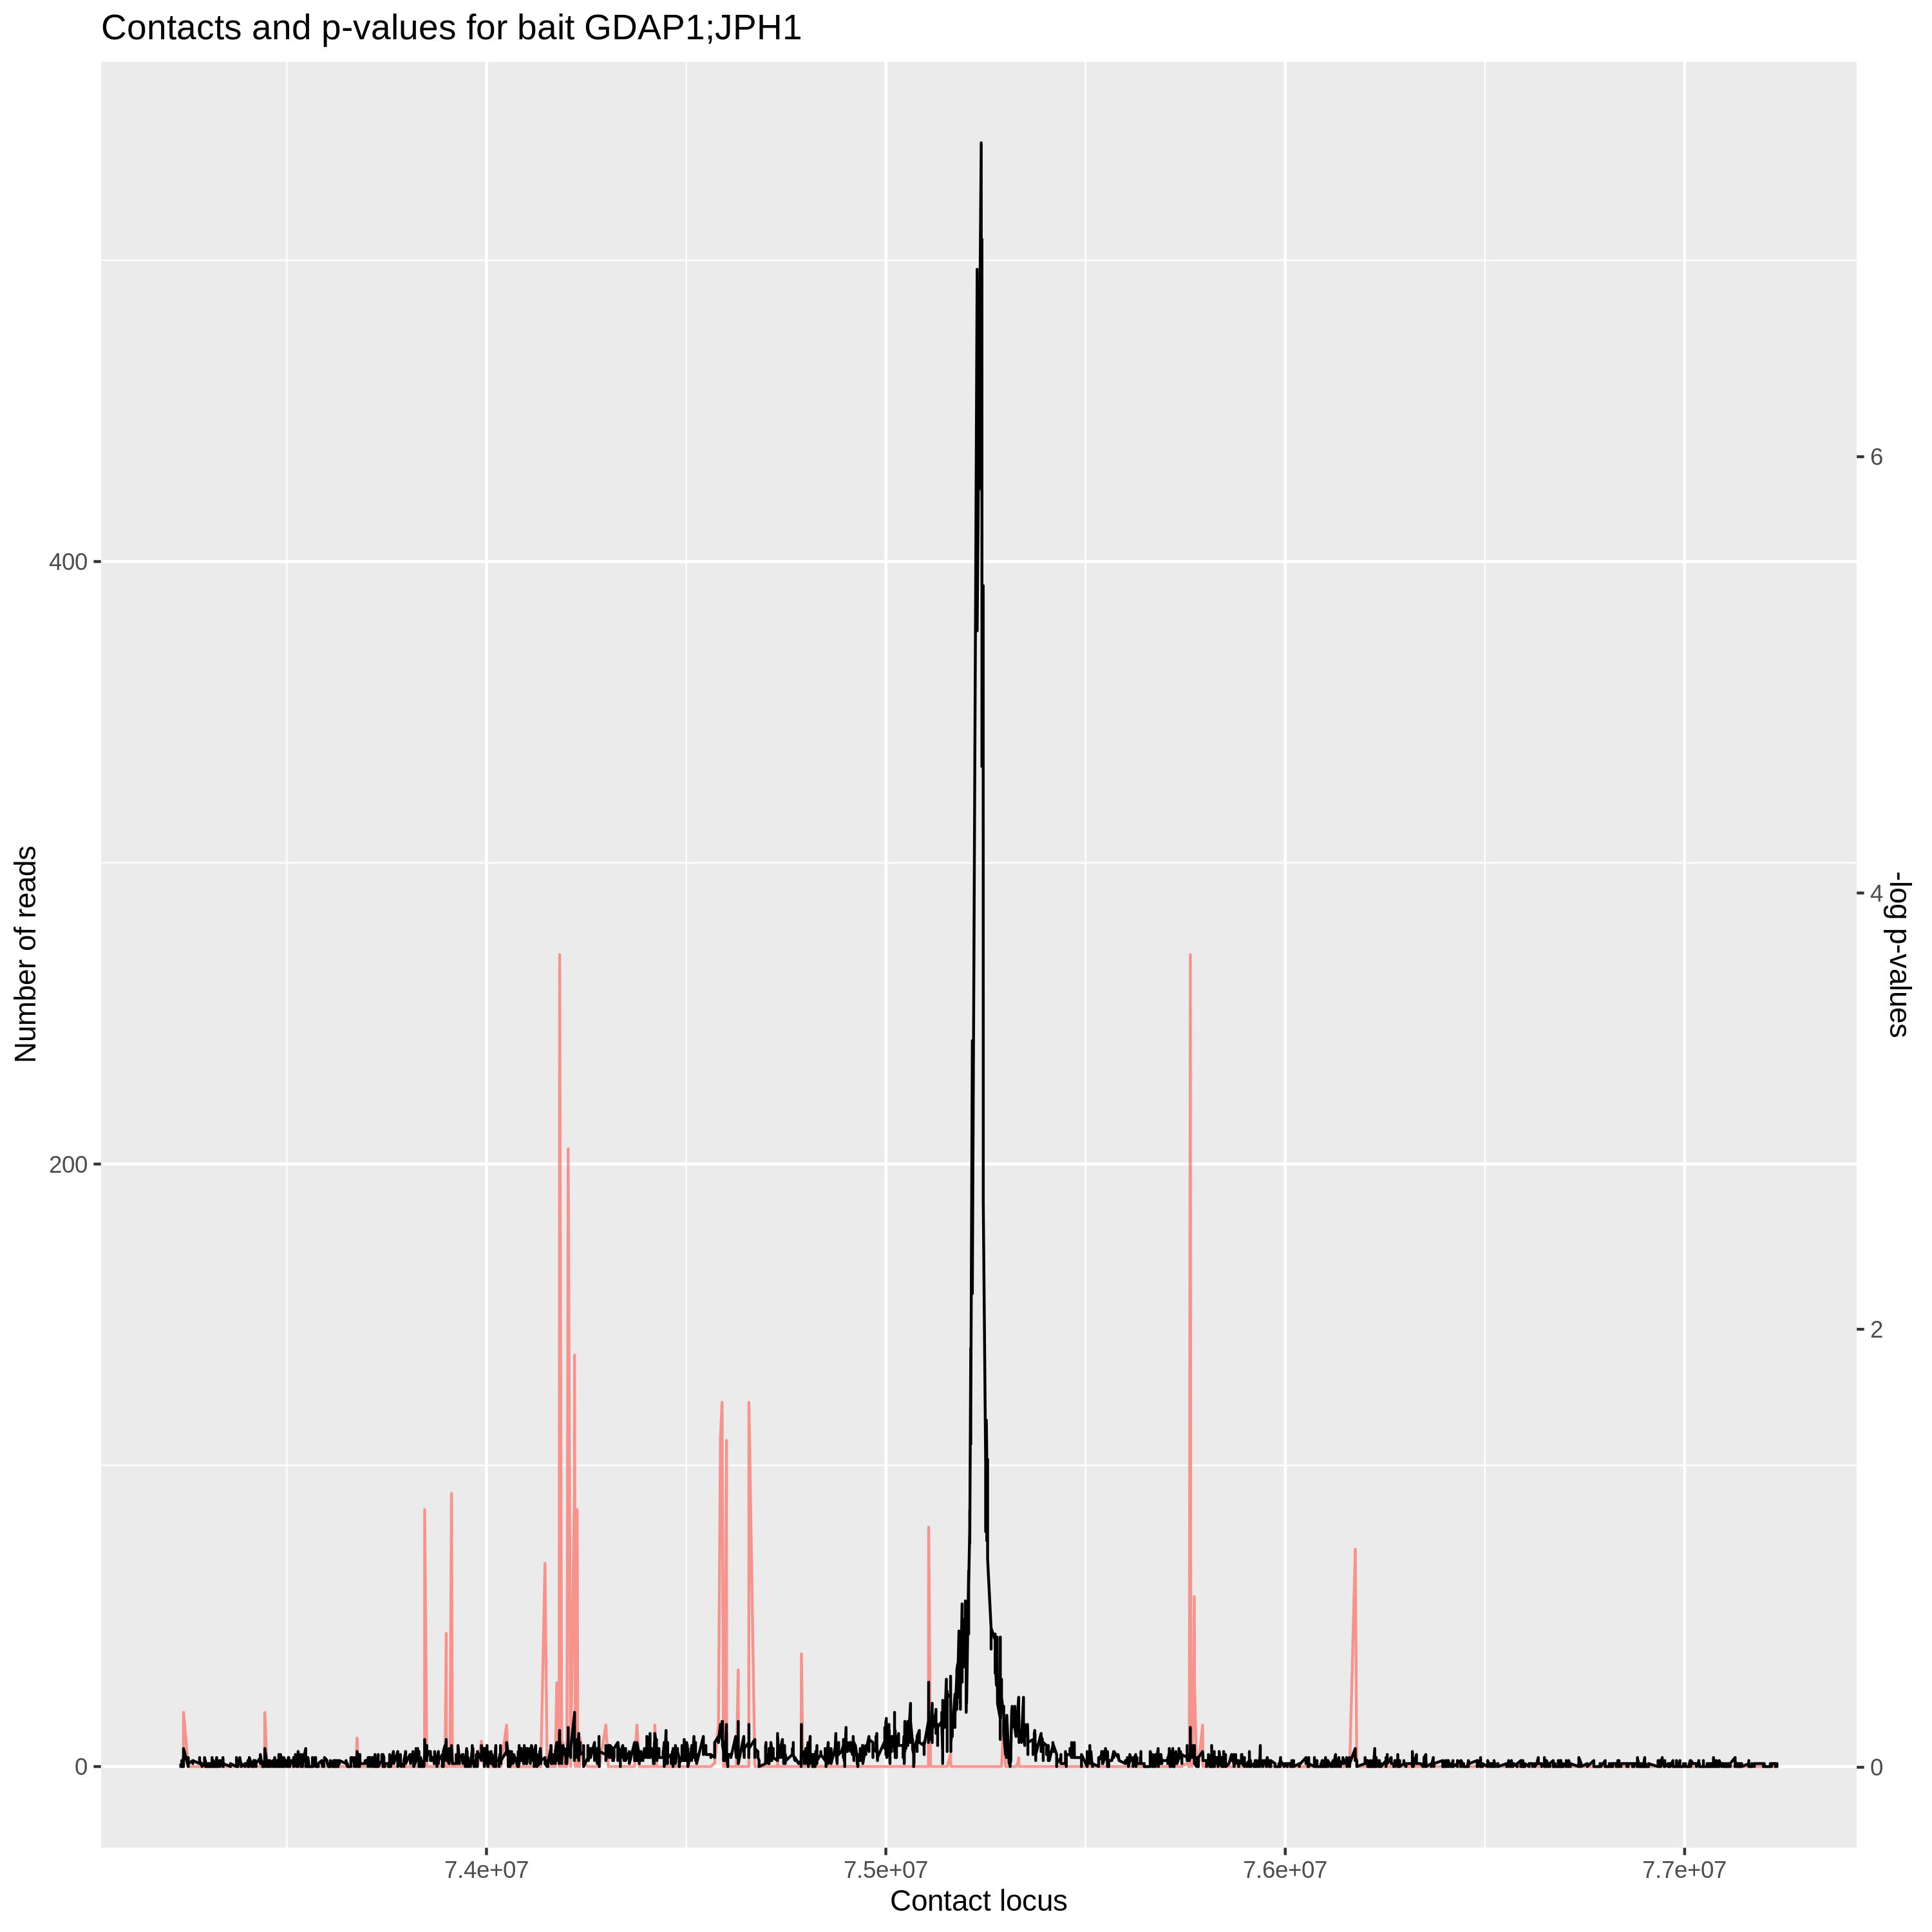 Contacts and p-values for bait GDAP1;JPH1
Number of reads
400
200
0
6
4
2
0
-log p-values
7.4e+07 7.5e+07 7.6e+07 7.7e+07
Contact locus